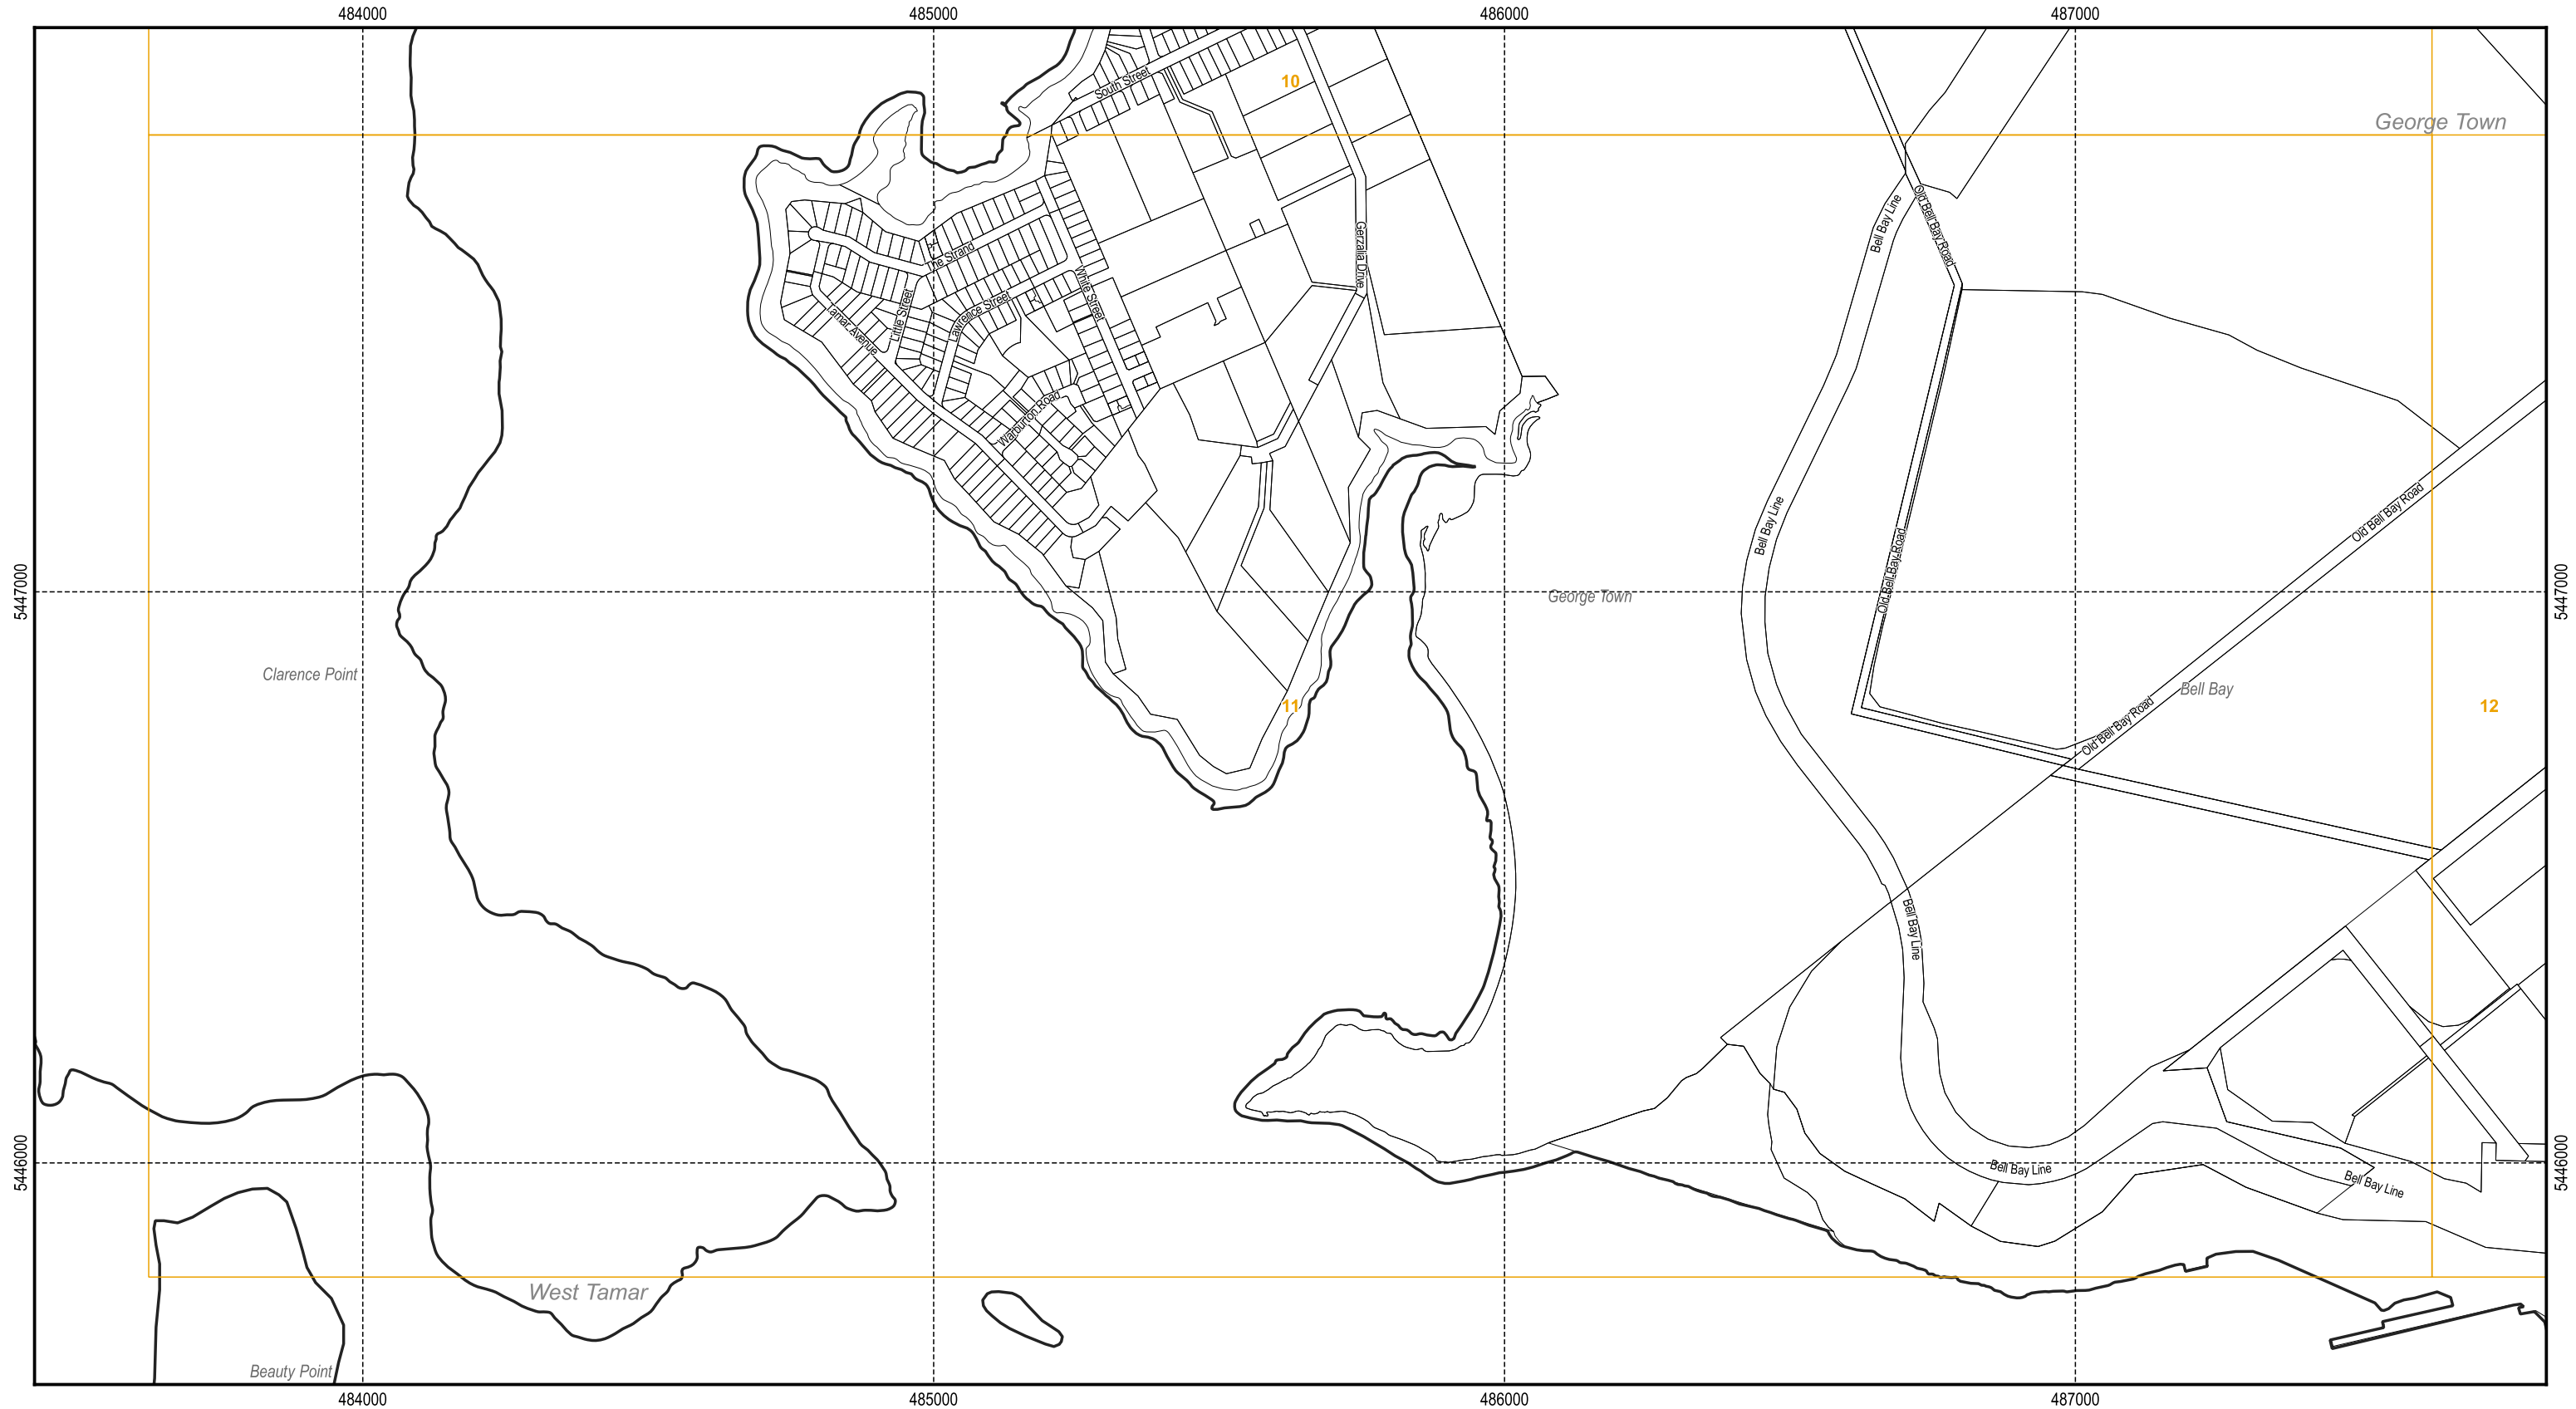 484000
485000
486000
487000
South Street
10
George Town
Bell Bay Line
Old Bell Bay Road
The Strand
Gerzalia Drive
White Street
Little Street
Lawrence Street
Tamar Avenue
Warburton Road
Old Bell Bay Road
Bell Bay Line
Old Bell Bay Road
5447000
5447000
George Town
Clarence Point
Bell Bay
11
12
Old Bell Bay Road
Bell Bay Line
5446000
5446000
Bell Bay Line
Bell Bay Line
West Tamar
Beauty Point
484000
485000
486000
487000